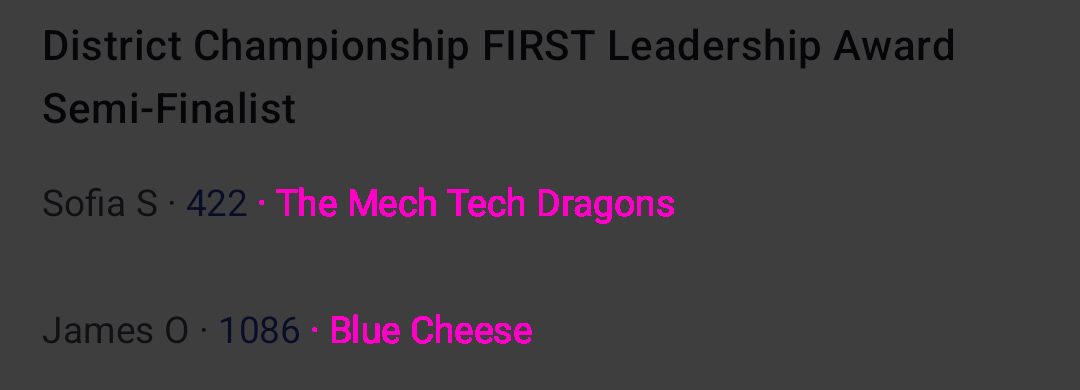 District Championship FIRST Leadership Award
Semi-Finalist
Sofia S · 422 · The Mech Tech Dragons
James O · 1086 · Blue Cheese